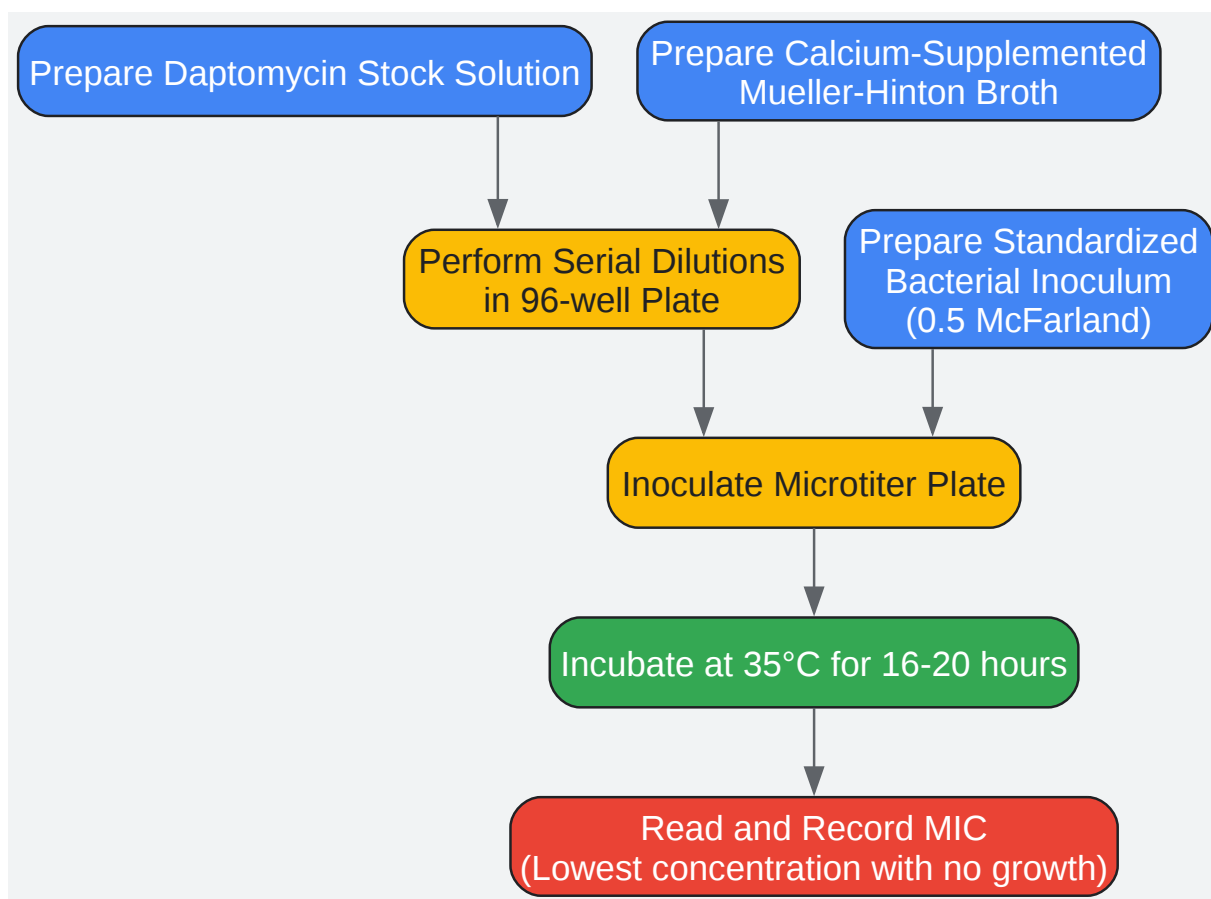 Prepare Daptomycin Stock Solution
Prepare Calcium-Supplemented
Mueller-Hinton Broth
Perform Serial Dilutions
in 96-well Plate
Prepare Standardized
Bacterial Inoculum
(0.5 McFarland)
Inoculate Microtiter Plate
Incubate at 35°C for 16-20 hours
Read and Record MIC
(Lowest concentration with no growth)